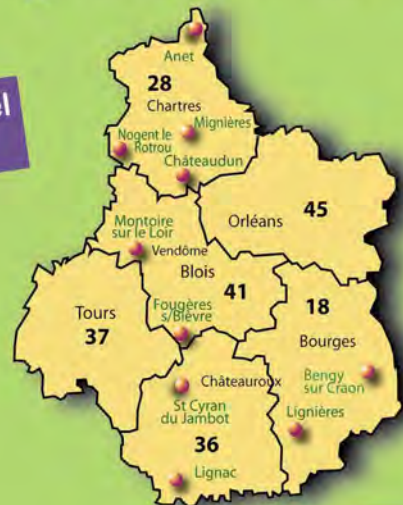 el
Anet
28
Chartres
Mignières
Nogent le
Rotrou
Châteaudun
Orléans
45
Montoire
sur le Loir
Vendôme
Blois
41
18
Tours
37
Fougères
s/Bièvre
Bourges
Châteauroux
Bengy
sur Craon
St Cyran
du Jambot
Lignières
36
Lignac